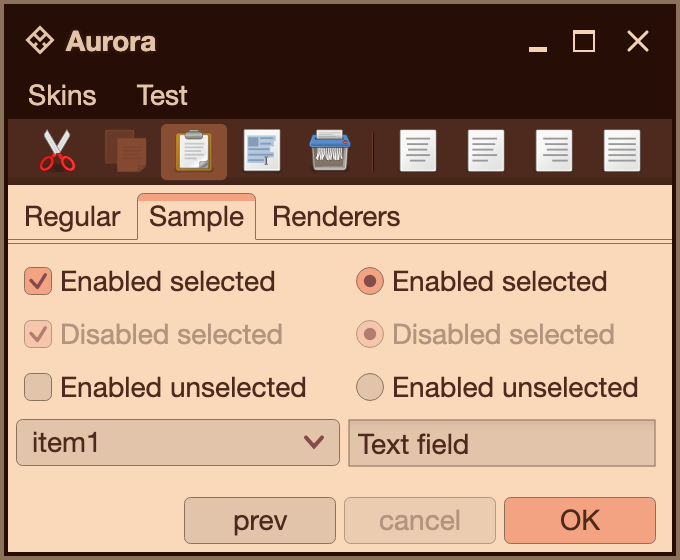 Aurora
Skins Test
Regular Sample Renderers
Enabled selected Enabled selected
Disabled selected Disabled selected
Enabled unselected Enabled unselected
item1 Text field
prev cancel OK